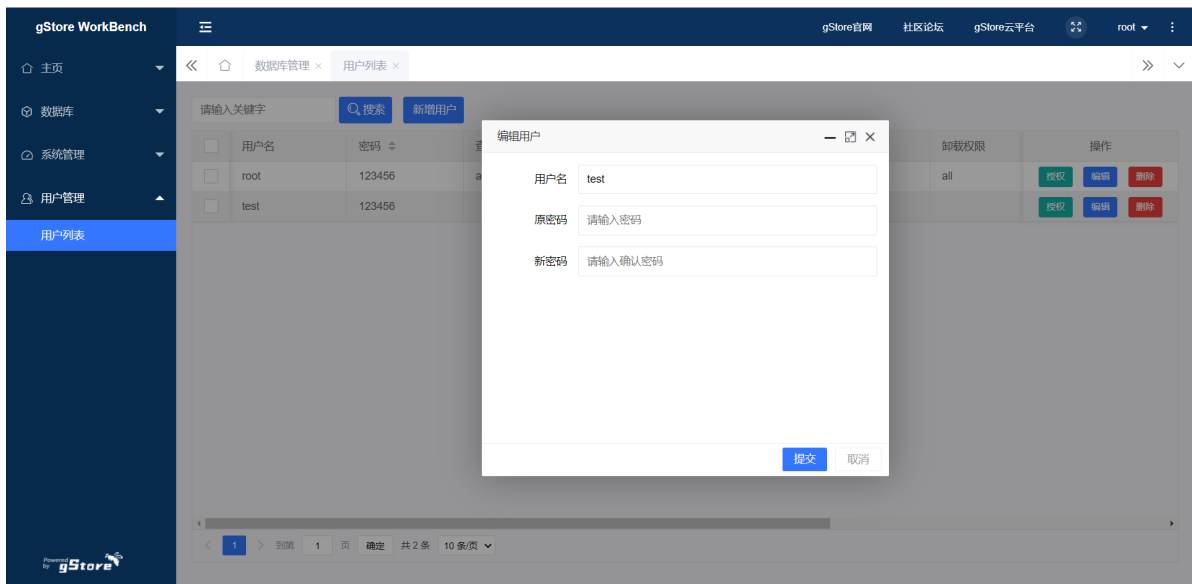 gStore WorkBench
gStore官网 社区论坛 gStore云平台 root
主页
数据库管理 × 用户列表 ×
数据库
请输入关键字 搜索 新增用户
编辑用户
用户名 密码 卸载权限 操作
系统管理
root 123456 all 授权 编辑 删除
用户名 test
用户管理
test 123456 授权 编辑 删除
原密码 请输入密码
用户列表
新密码 请输入确认密码
提交 取消
1 到第 1 页 确定 共 2 条 10 条/页
Powered by gStore